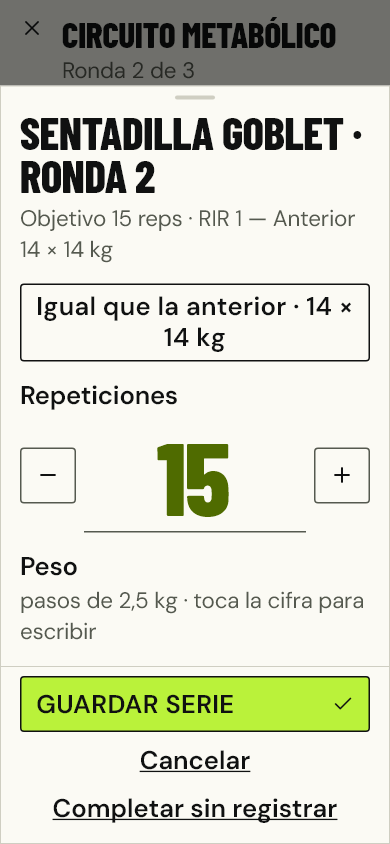 CIRCUITO METABÓLICO
Ronda 2 de 3
SENTADILLA GOBLET ·
RONDA 2
Objetivo 15 reps · RIR 1 — Anterior
14 × 14 kg
Igual que la anterior · 14 ×
14 kg
Repeticiones
− 15 +
Peso
pasos de 2,5 kg · toca la cifra para
escribir
GUARDAR SERIE
Cancelar
Completar sin registrar